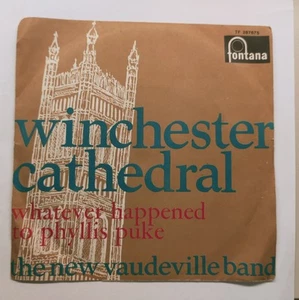 fontana
winchester
cathedral
whatever happened
to phyllis puke
the new vaudeville band